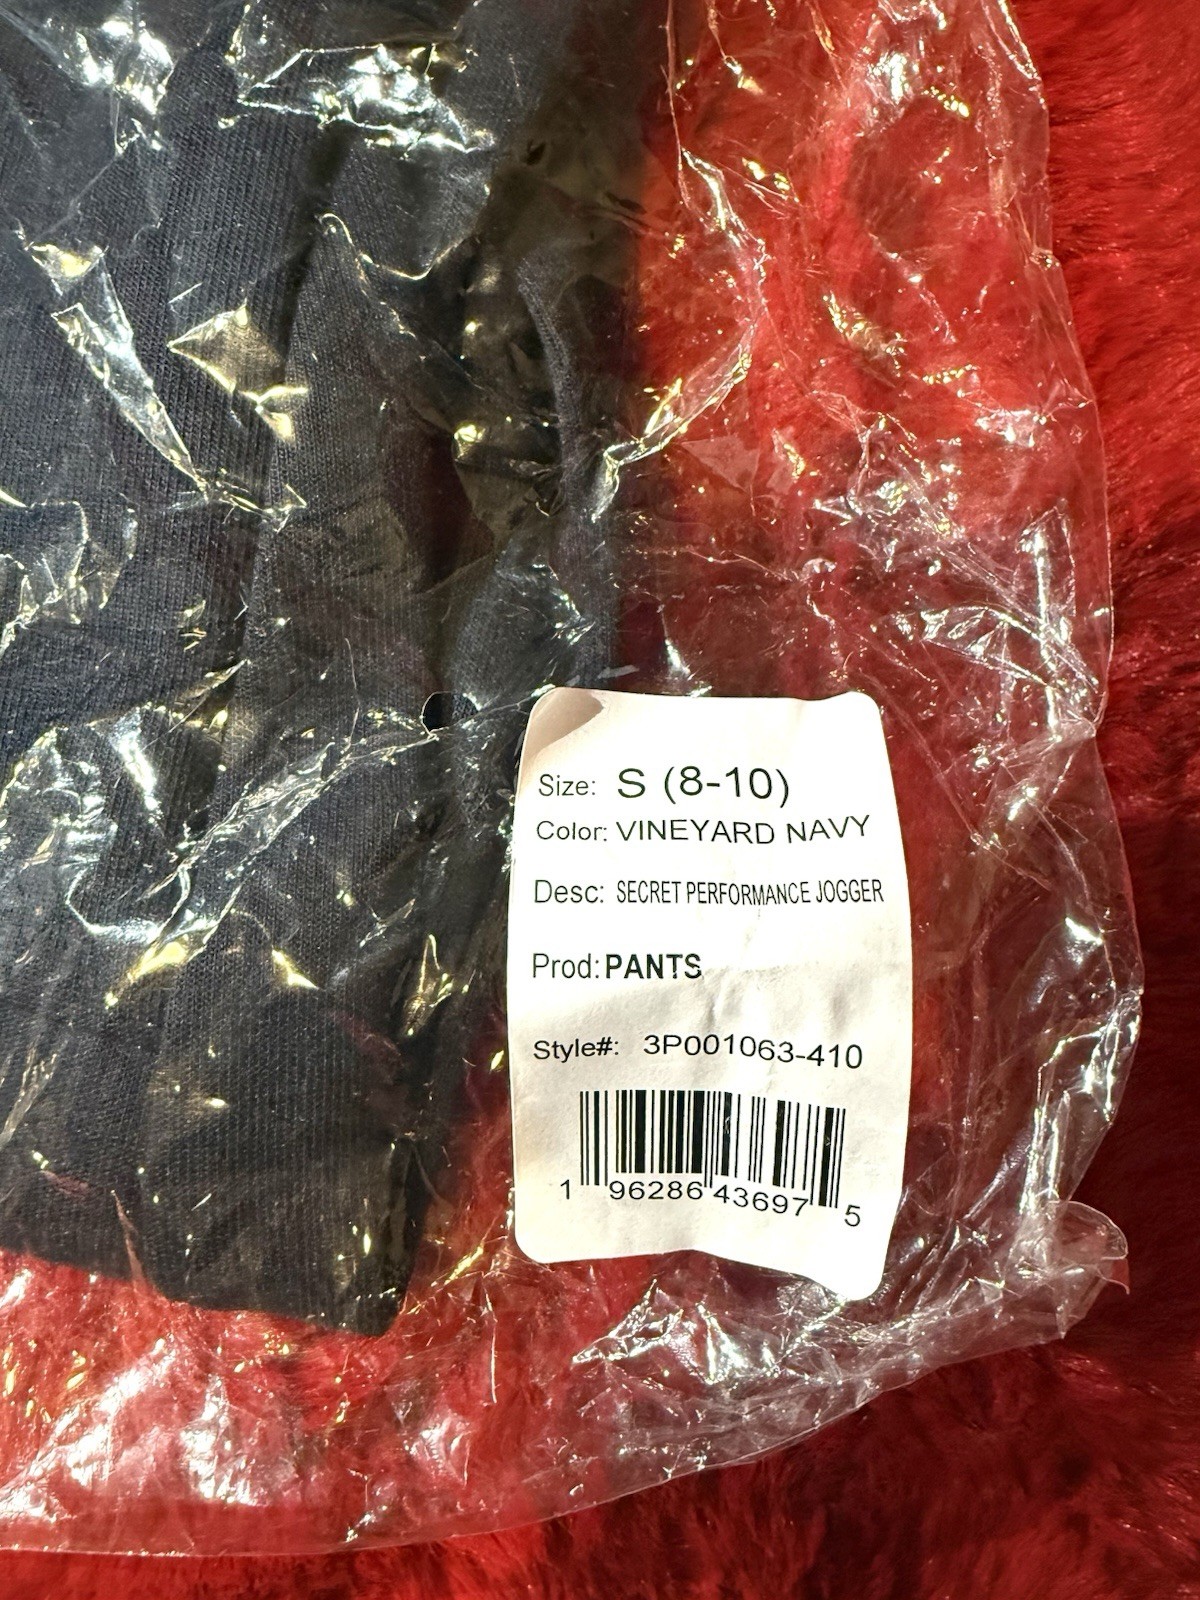 Size: S (8-10)
Color: VINEYARD NAVY
Desc: SECRET PERFORMANCE JOGGER
Prod: PANTS
Style#: 3P001063-410
1 96286 43697 5